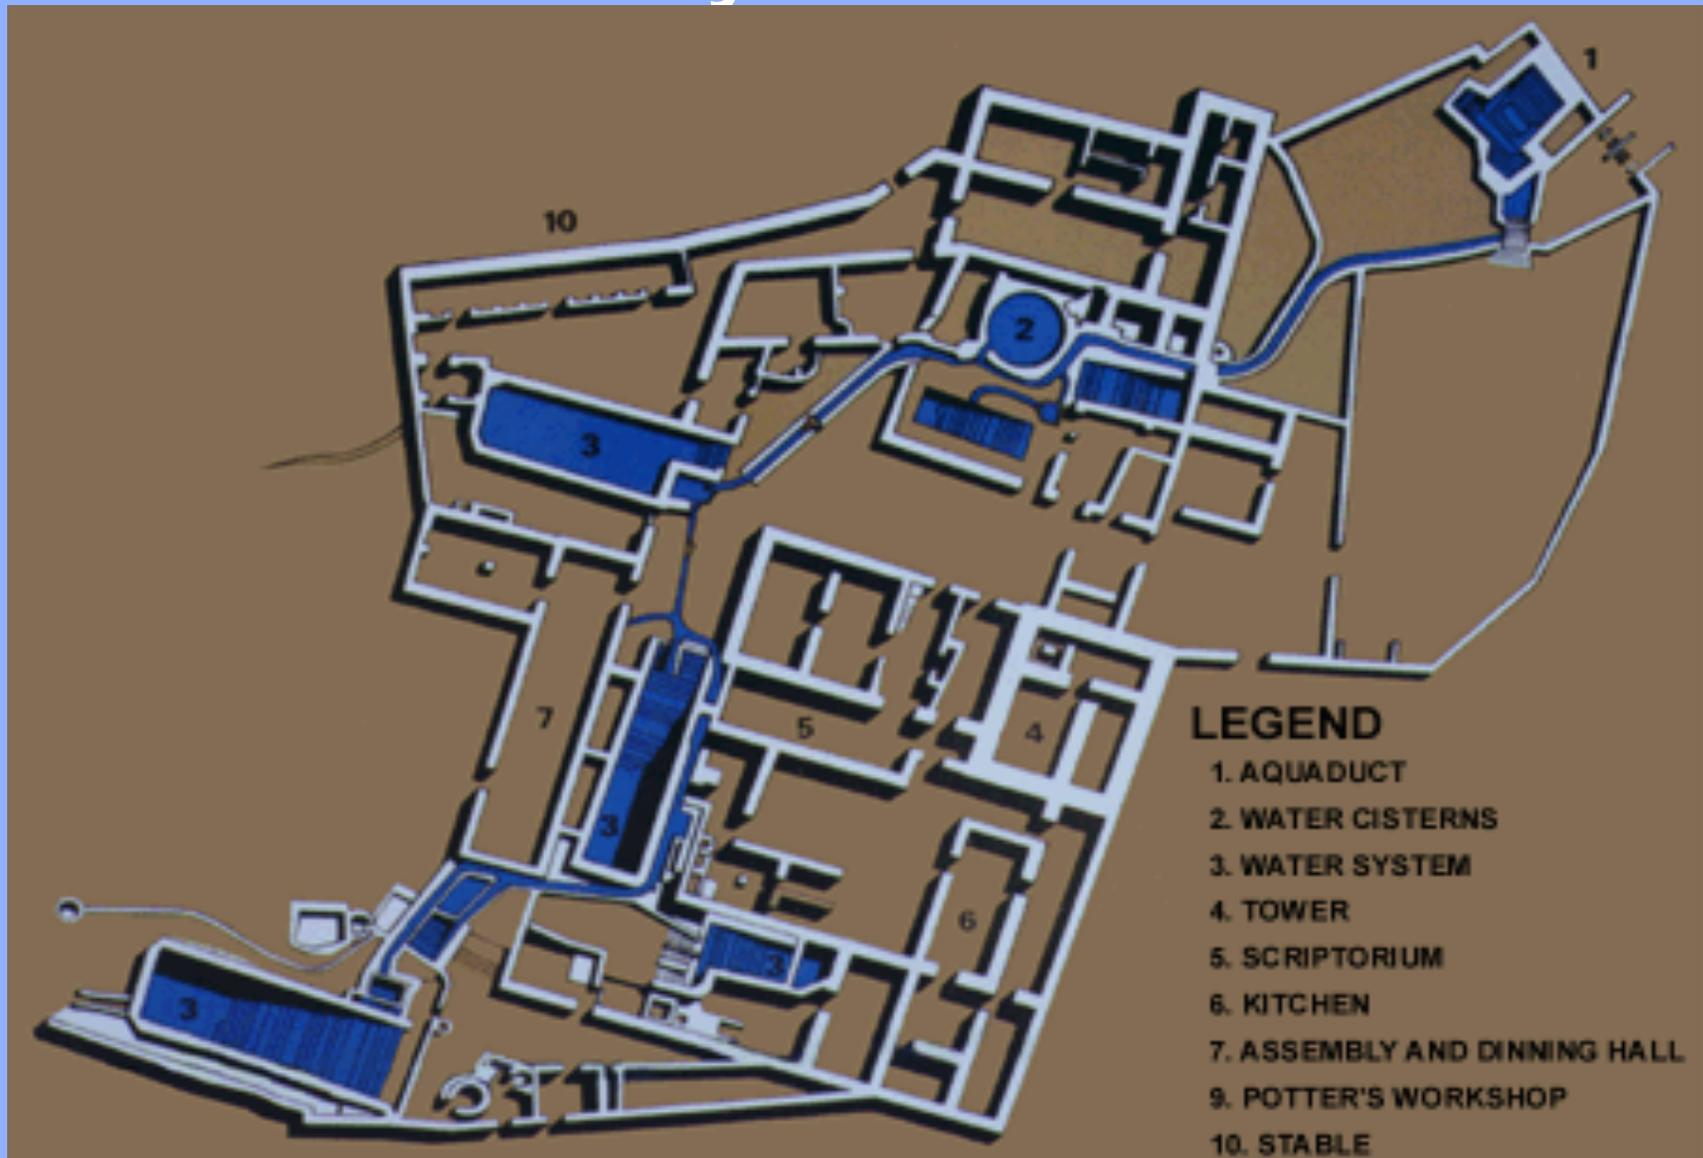 1
10
2
3
7
5
4
3
6
3
3
LEGEND
1. AQUADUCT
2. WATER CISTERNS
3. WATER SYSTEM
4. TOWER
5. SCRIPTORIUM
6. KITCHEN
7. ASSEMBLY AND DINNING HALL
9. POTTER'S WORKSHOP
10. STABLE